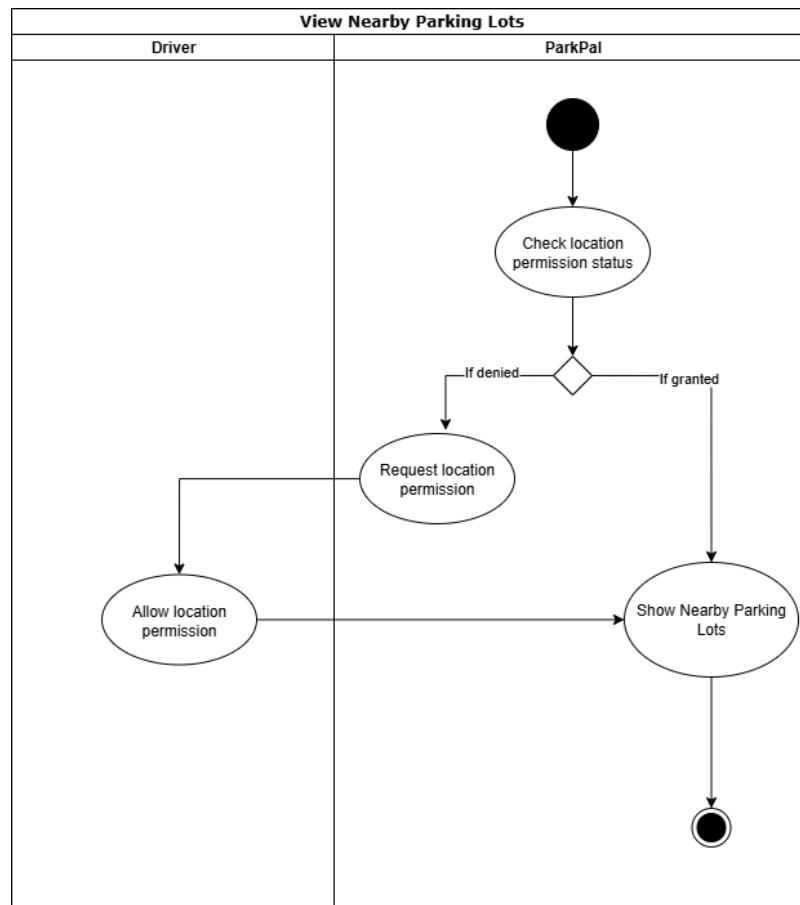 View Nearby Parking Lots
Driver
ParkPal
Check location
permission status
If denied
If granted
Request location
permission
Allow location
permission
Show Nearby Parking
Lots